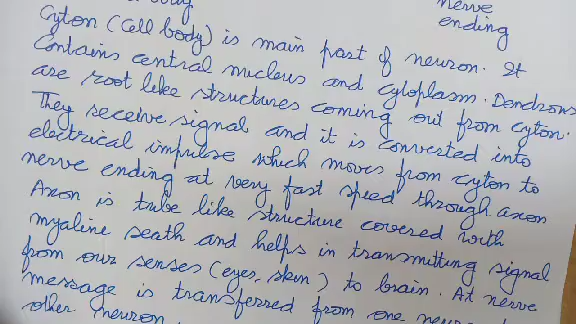 body
nerve
ending
Cyton (Cell body) is main part of neuron. It
Contains central nucleus and cytoplasm. Dendrons
are root like structures coming out from cyton.
They receive signal and it is converted into
electrical impulse which moves from cyton to
nerve ending at very fast speed through axon
Axon is tube like structure covered with
myaline seath and helps in transmitting signal
from our senses (eyes, skin) to brain. At nerve
message is transferred from one
other neuron